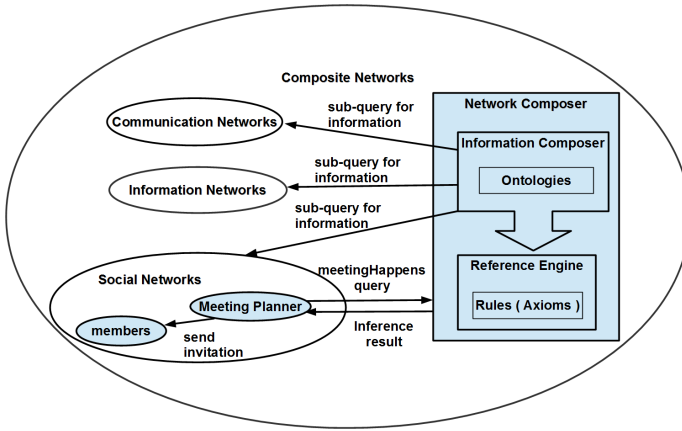 Composite Networks
Communication Networks
sub-query for
information
Network Composer
Information Composer
Ontologies
Information Networks
sub-query for
information
sub-query for
information
Social Networks
Meeting Planner
members
send
invitation
meetingHappens
query
Inference
result
Reference Engine
Rules ( Axioms )